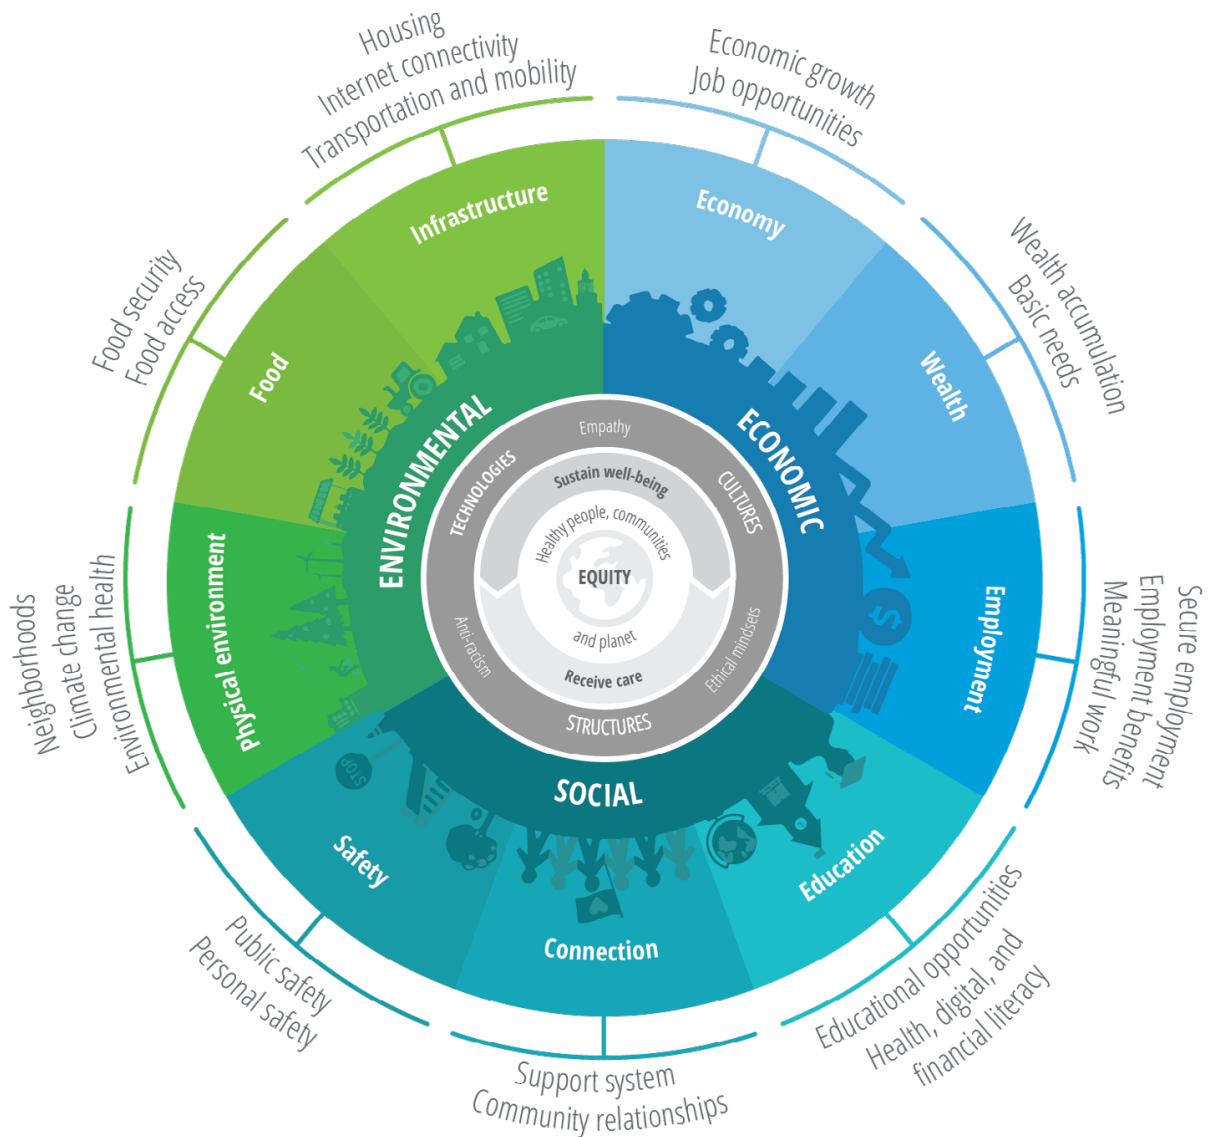 Housing
Internet connectivity
Transportation and mobility
Economic growth
Job opportunities
Wealth accumulation
Basic needs
Secure employment
Employment benefits
Meaningful work
Educational opportunities
Health, digital, and
financial literacy
Support system
Community relationships
Public safety
Personal safety
Neighborhoods
Climate change
Environmental health
Food security
Food access
Infrastructure
Economy
Wealth
Employment
Education
Connection
Safety
Physical environment
Food
ENVIRONMENTAL
ECONOMIC
SOCIAL
STOP
$
Empathy
CULTURES
Ethical mindsets
STRUCTURES
Anti-racism
TECHNOLOGIES
Sustain well-being
Receive care
Healthy people, communities
and planet
EQUITY